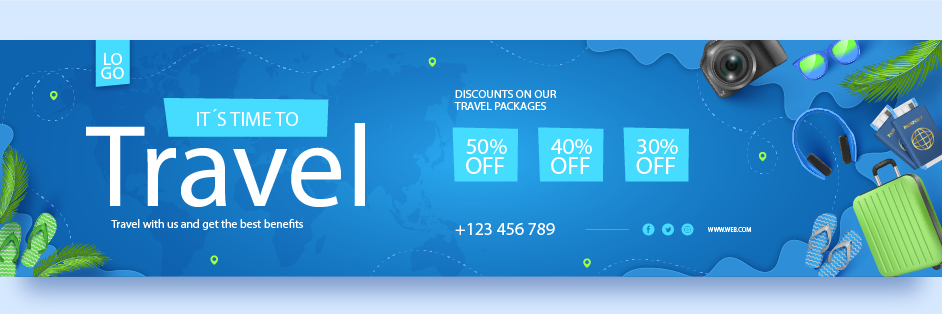 LO
GO
IT´S TIME TO
Travel
Travel with us and get the best benefits
DISCOUNTS ON OUR
TRAVEL PACKAGES
50%
OFF
40%
OFF
30%
OFF
+123 456 789
WWW.WEB.COM